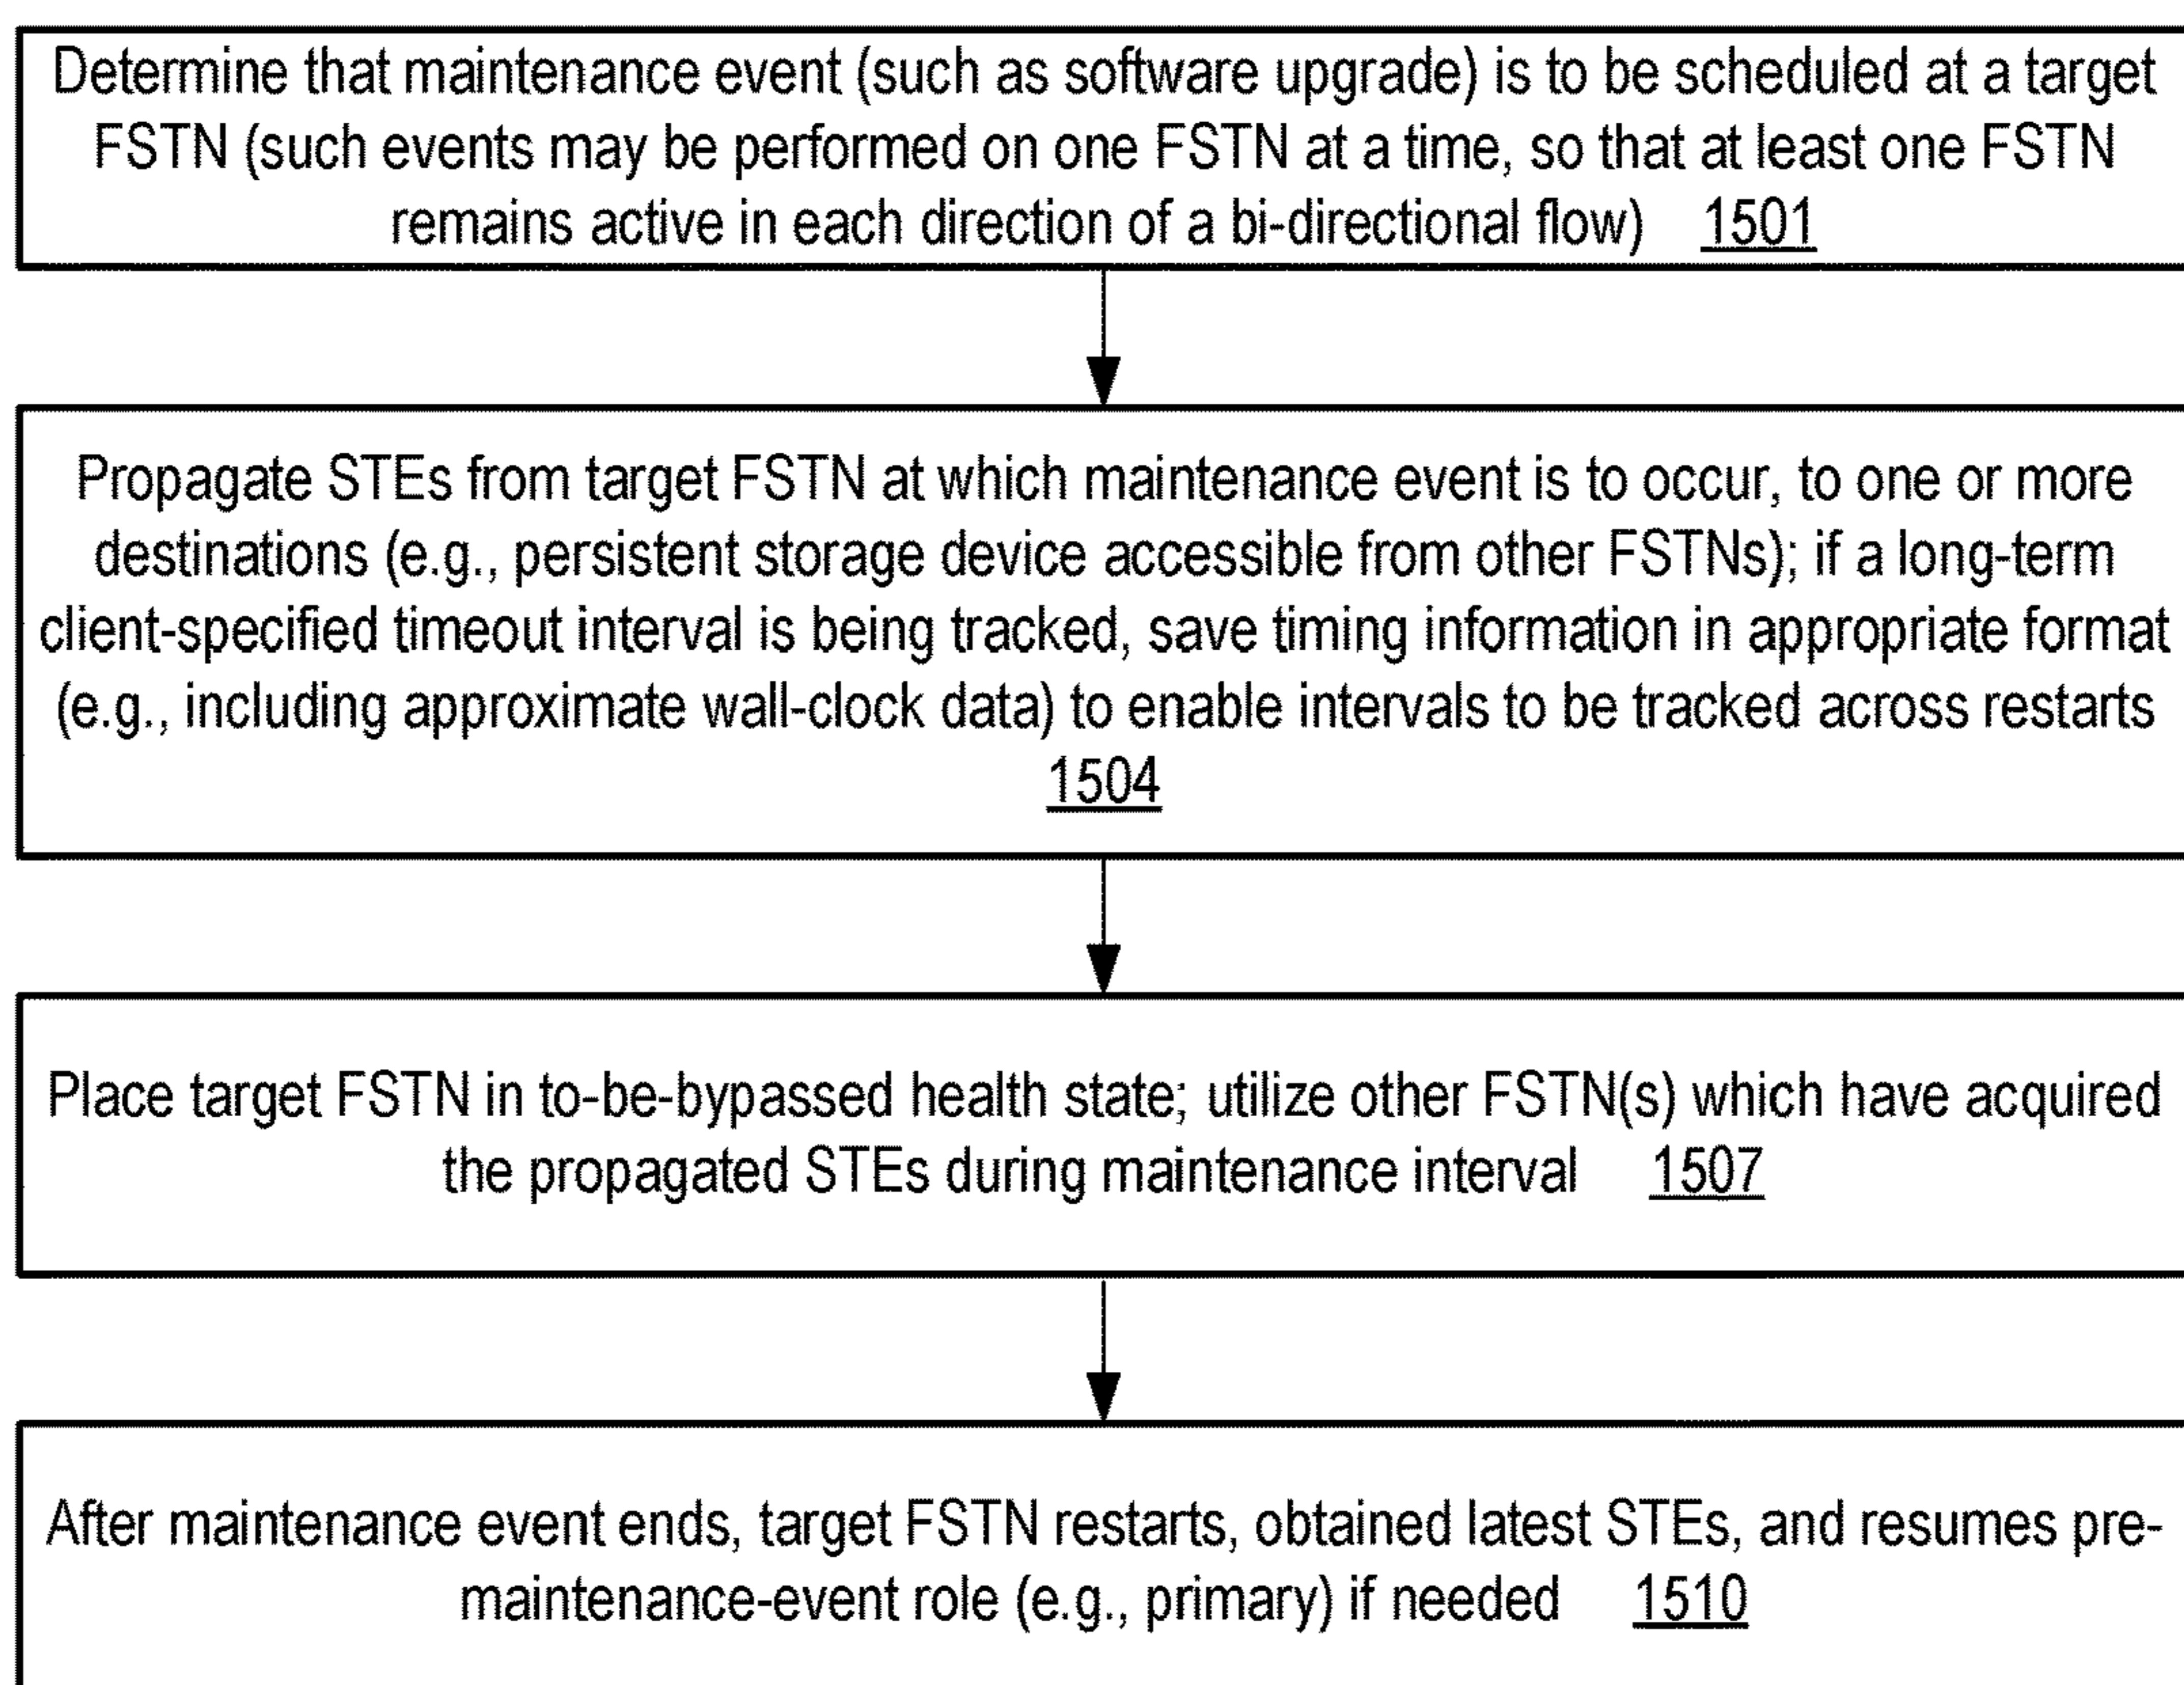 Determine that maintenance event (such as software upgrade) is to be scheduled at a target
FSTN (such events may be performed on one FSTN at a time, so that at least one FSTN
remains active in each direction of a bi-directional flow) 1501
Propagate STEs from target FSTN at which maintenance event is to occur, to one or more
destinations (e.g., persistent storage device accessible from other FSTNs); if a long-term
client-specified timeout interval is being tracked, save timing information in appropriate format
(e.g., including approximate wall-clock data) to enable intervals to be tracked across restarts
1504
Place target FSTN in to-be-bypassed health state; utilize other FSTN(s) which have acquired
the propagated STEs during maintenance interval 1507
After maintenance event ends, target FSTN restarts, obtained latest STEs, and resumes pre-
maintenance-event role (e.g., primary) if needed 1510